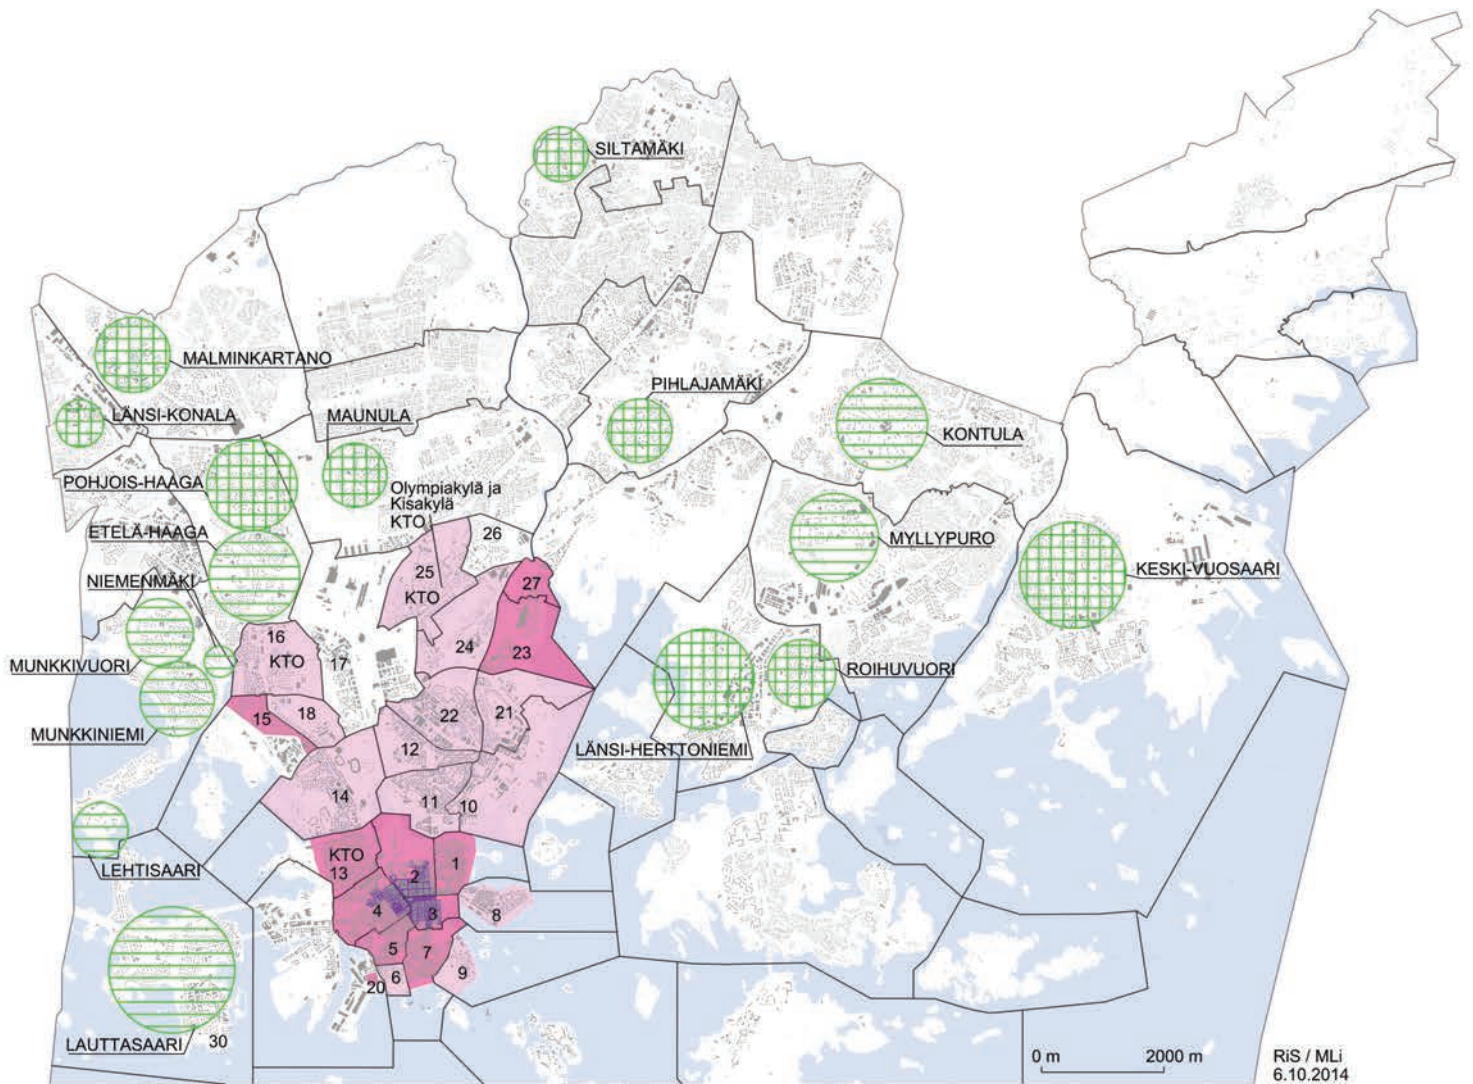 SILTAMÄKI
MALMINKARTANO
LÄNSI-KONALA
MAUNULA
PIHLAJAMÄKI
KONTULA
POHJOIS-HAAGA
Olympiakylä ja
Kisakylä
KTO
26
ETELÄ-HAAGA
MYLLYPURO
KESKI-VUOSAARI
25
KTO
27
NIEMENMÄKI
16
KTO
17
24
23
MUNKKIVUORI
ROIHUVUORI
15
18
22
21
MUNKKINIEMI
12
LÄNSI-HERTTONIEMI
14
11
10
LEHTISAARI
KTO
13
1
2
4
3
8
5
7
6
9
20
LAUTTASAARI
30
0 m
2000 m
RiS / MLi
6.10.2014